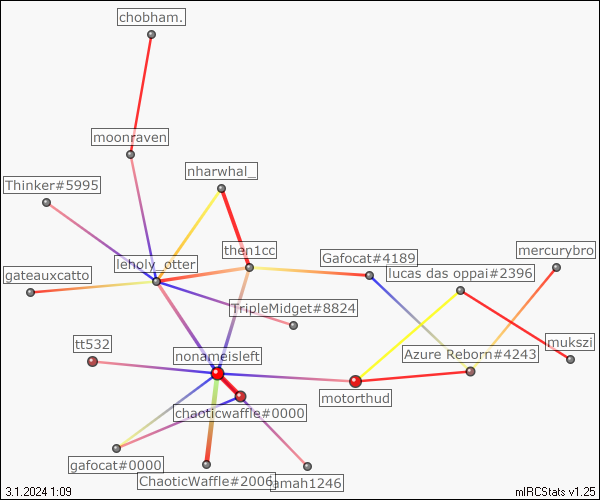 chobham.
moonraven
nharwhal_
Thinker#5995
then1cc
mercurybro
Gafocat#4189
leholy_otter
lucas das oppai#2396
gateauxcatto
TripleMidget#8824
tt532
mukszi
nonameisleft
Azure Reborn#4243
motorthud
chaoticwaffle#0000
gafocat#0000
ChaoticWaffle#2006
amah1246
3.1.2024 1:09
mIRCStats v1.25